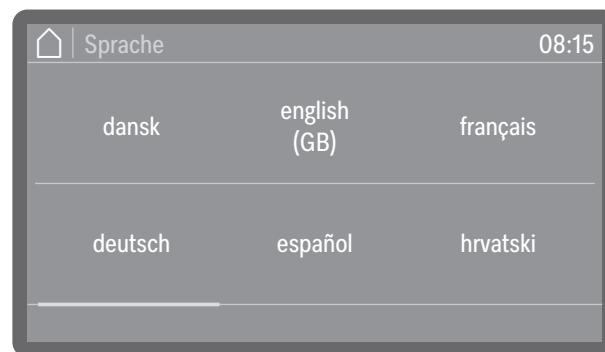 Sprache 08:15
dansk english (GB) français
deutsch español hrvatski